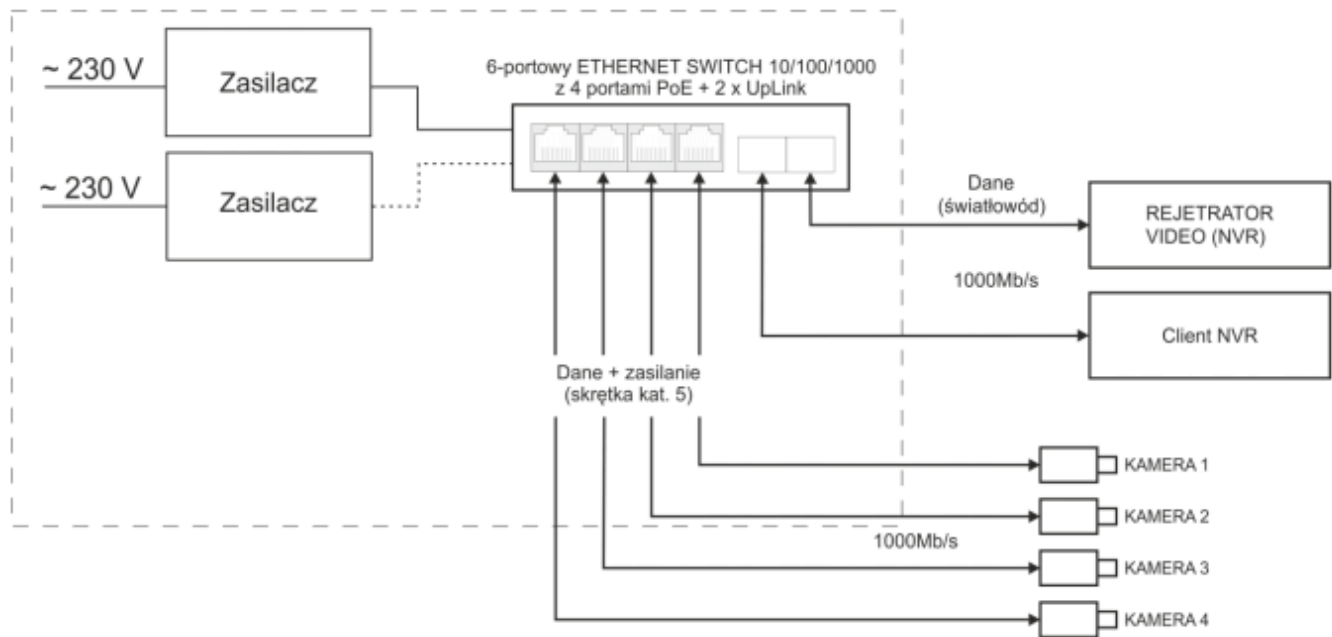 ~ 230 V
Zasilacz
6-portowy ETHERNET SWITCH 10/100/1000
z 4 portami PoE + 2 x UpLink
~ 230 V
Zasilacz
Dane
(światłowód)
REJETRATOR
VIDEO (NVR)
1000Mb/s
Client NVR
Dane + zasilanie
(skrętka kat. 5)
KAMERA 1
KAMERA 2
1000Mb/s
KAMERA 3
KAMERA 4